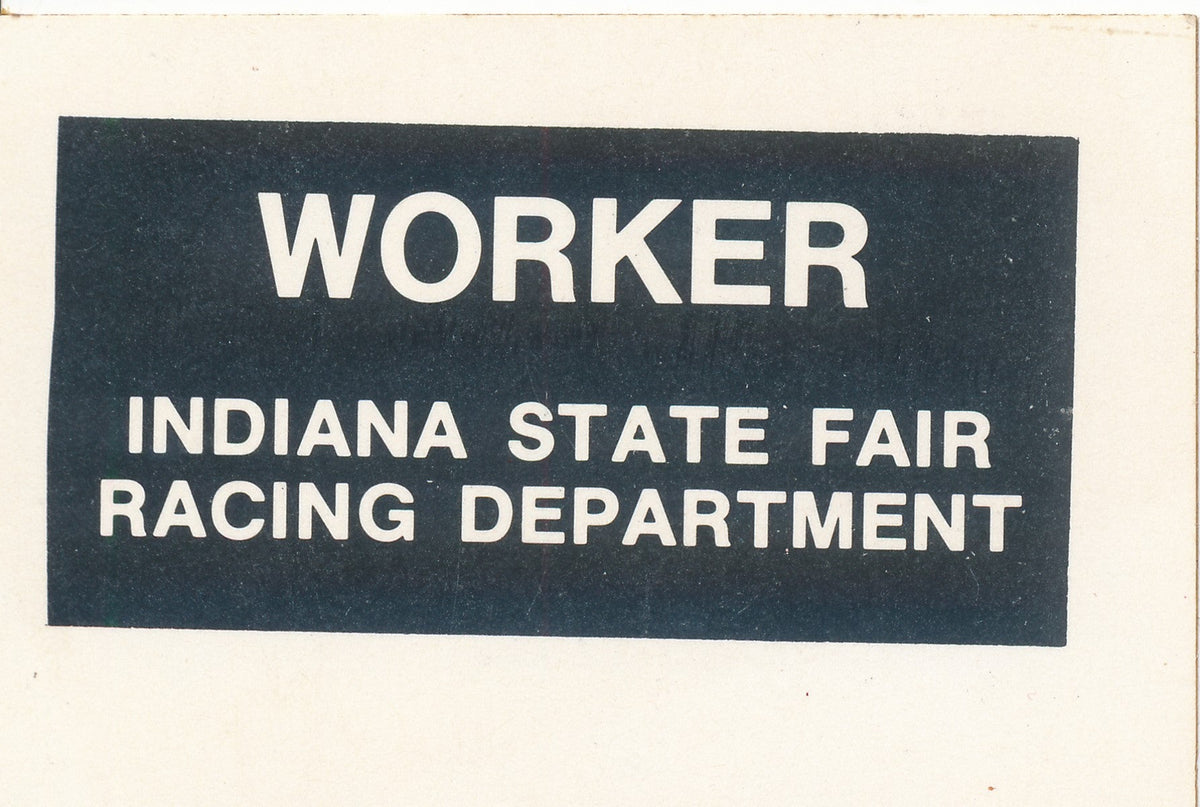 WORKER
INDIANA STATE FAIR
RACING DEPARTMENT